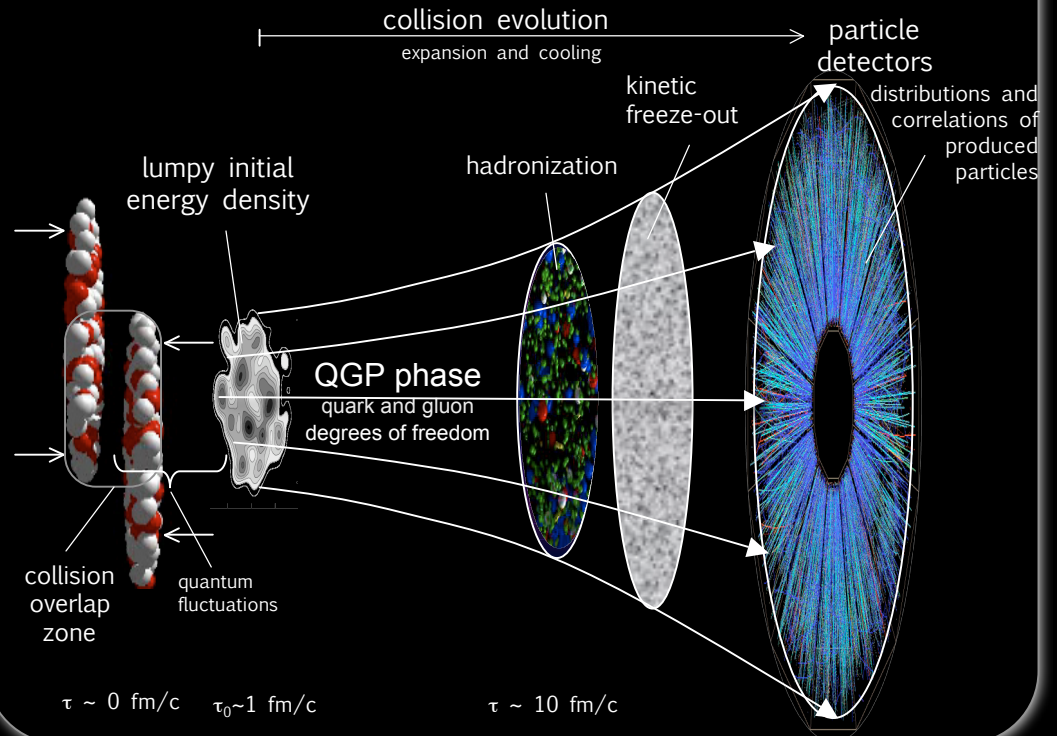 collision evolution
expansion and cooling
particle
detectors
distributions and
correlations of
produced
particles
kinetic
freeze-out
hadronization
lumpy initial
energy density
QGP phase
quark and gluon
degrees of freedom
collision
overlap
zone
quantum
fluctuations
τ ~ 0 fm/c
τ₀~1 fm/c
τ ~ 10 fm/c